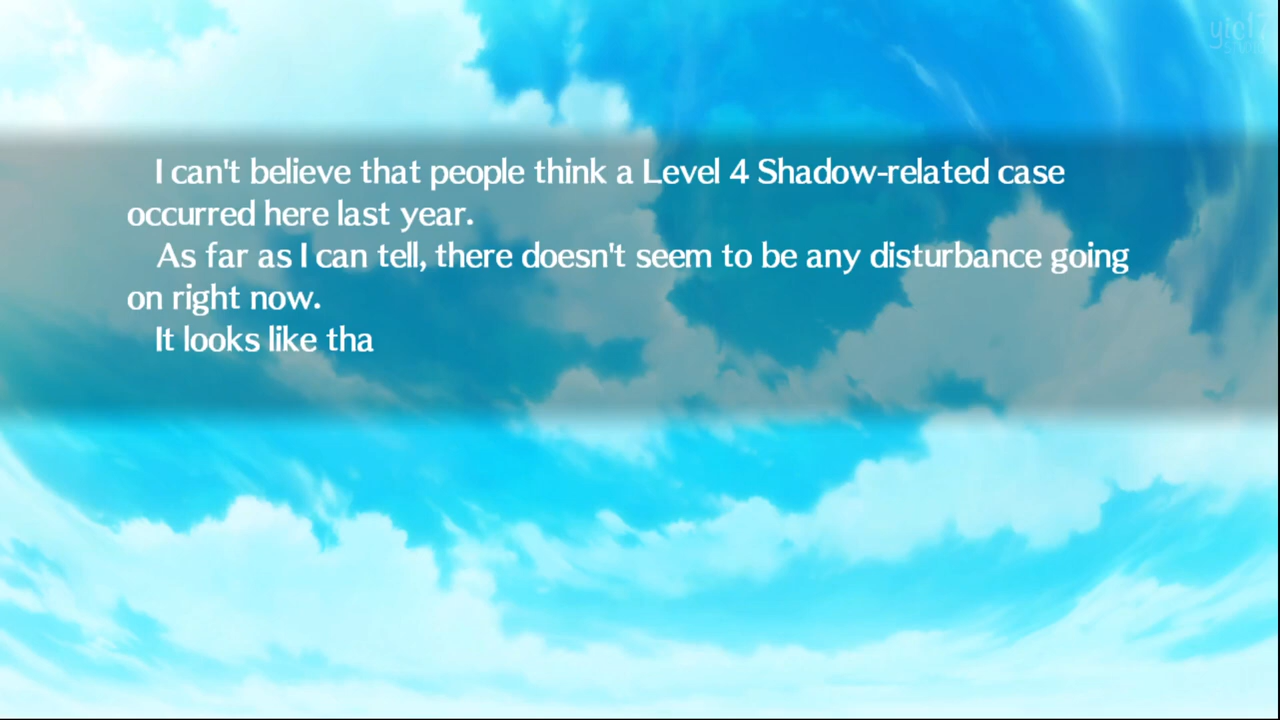 I can't believe that people think a Level 4 Shadow-related case
occurred here last year.
As far as I can tell, there doesn't seem to be any disturbance going
on right now.
It looks like tha